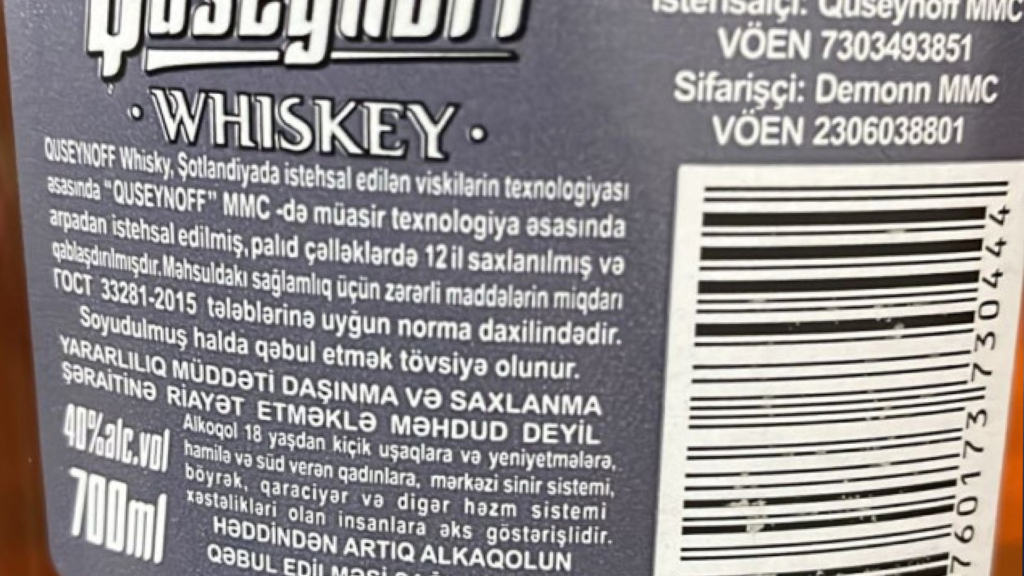 Quseynoff
· WHISKEY ·
QUSEYNOFF Whisky, Şotlandiyada istehsal edilən viskilərin texnologiyası
əsasında "QUSEYNOFF" MMC -də müasir texnologiya əsasında
arpadan istehsal edilmiş, palıd çəlləklərdə 12 il saxlanılmış və
qablaşdırılmışdır. Məhsuldakı sağlamlıq üçün zərərli maddələrin miqdarı
ГОСТ 33281-2015 tələblərinə uyğun norma daxilindədir.
Soyudulmuş halda qəbul etmək tövsiyə olunur.
YARARLILIQ MÜDDƏTİ DAŞINMA VƏ SAXLANMA
ŞƏRAİTİNƏ RİAYƏT ETMƏKLƏ MƏHDUD DEYİL
40%alc.vol
700ml
Alkoqol 18 yaşdan kiçik uşaqlara və yeniyetmələrə,
hamilə və süd verən qadınlara, mərkəzi sinir sistemi,
böyrək, qaraciyər və digər həzm sistemi
xəstəlikləri olan insanlara əks göstərişlidir.
HƏDDİNDƏN ARTIQ ALKAQOLUN
QƏBUL EDİLMƏSİ
İstehsalçı: Quseynoff MMC
VÖEN 7303493851
Sifarişçi: Demonn MMC
VÖEN 2306038801
760173730444